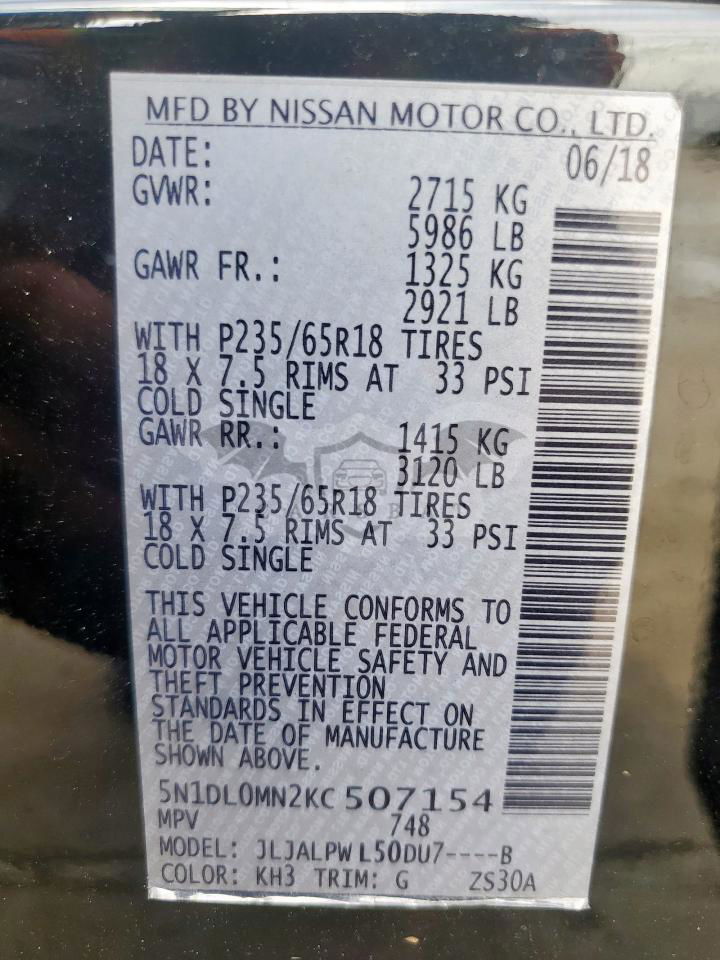 MFD BY NISSAN MOTOR CO., LTD.
DATE: 06/18
GVWR: 2715 KG
5986 LB
GAWR FR.: 1325 KG
2921 LB
WITH P235/65R18 TIRES
18 X 7.5 RIMS AT 33 PSI
COLD SINGLE
GAWR RR.: 1415 KG
3120 LB
WITH P235/65R18 TIRES
18 X 7.5 RIMS AT 33 PSI
COLD SINGLE
THIS VEHICLE CONFORMS TO
ALL APPLICABLE FEDERAL
MOTOR VEHICLE SAFETY AND
THEFT PREVENTION
STANDARDS IN EFFECT ON
THE DATE OF MANUFACTURE
SHOWN ABOVE.
5N1DL0MN2KC507154
MPV 748
MODEL: JLJALPW L50DU7----B
COLOR: KH3 TRIM: G ZS30A